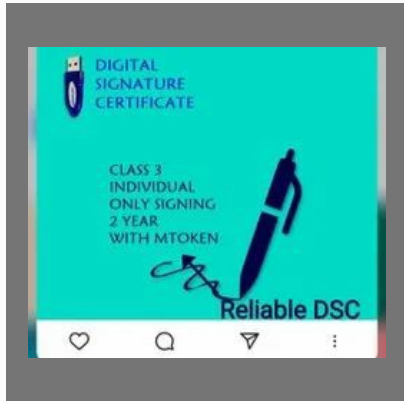 DIGITAL
SIGNATURE
CERTIFICATE
CLASS 3
INDIVIDUAL
ONLY SIGNING
2 YEAR
WITH MTOKEN
Reliable DSC